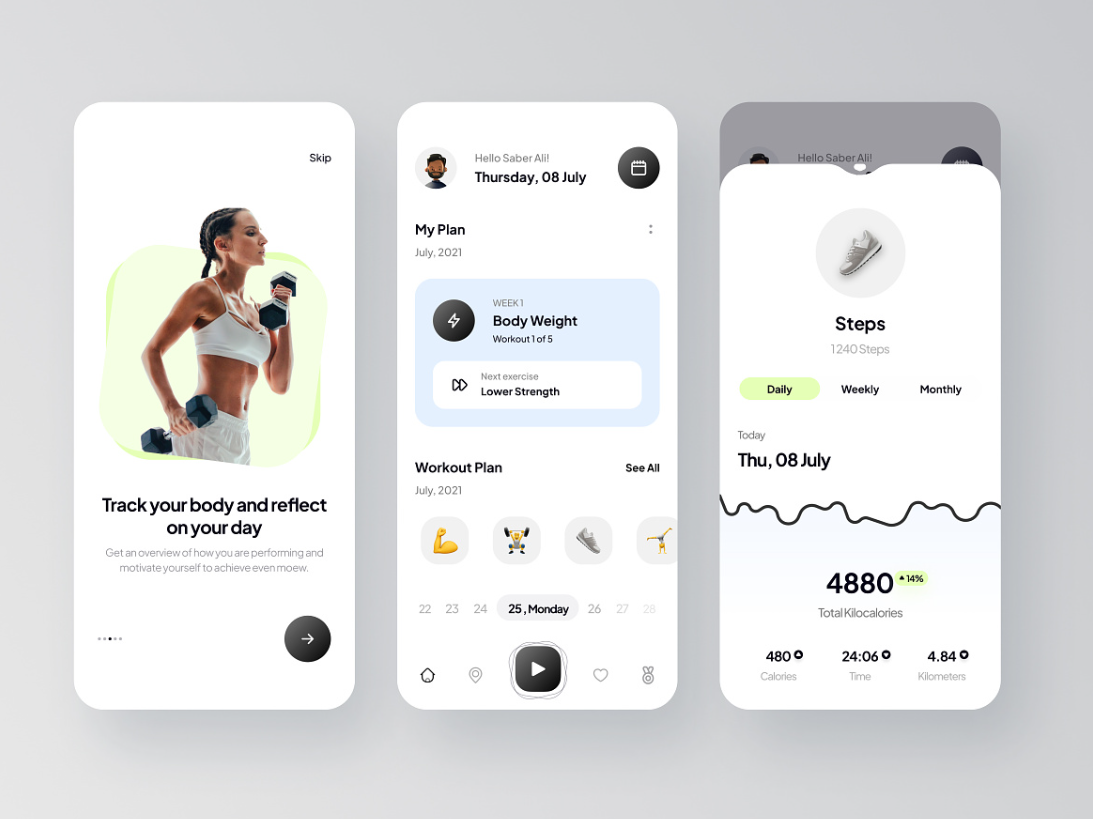 Skip
Track your body and reflect
on your day
Get an overview of how you are performing and
motivate yourself to achieve even moew.
Hello Saber Ali!
Thursday, 08 July
My Plan
July, 2021
WEEK 1
Body Weight
Workout 1 of 5
Next exercise
Lower Strength
Workout Plan
See All
July, 2021
22 23 24 25 , Monday 26 27 28
Hello Saber Ali!
Steps
1240 Steps
Daily Weekly Monthly
Today
Thu, 08 July
4880 14%
Total Kilocalories
480 24:06 4.84
Calories Time Kilometers